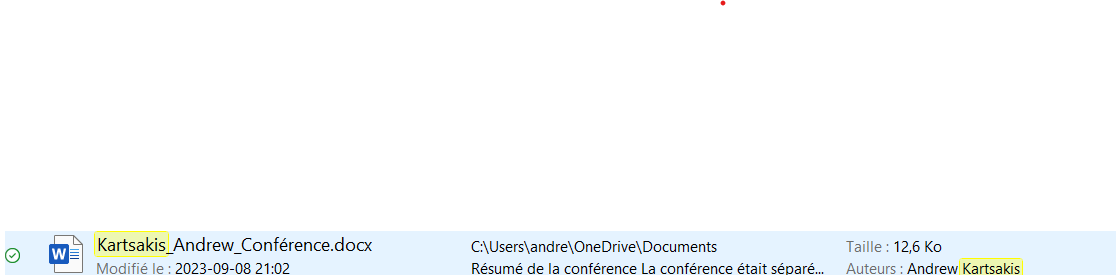 Kartsakis_Andrew_Conférence.docx C:\Users\andre\OneDrive\Documents Taille : 12,6 Ko
Modifié le : 2023-09-08 21:02 Résumé de la conférence La conférence était séparé... Auteurs : Andrew Kartsakis